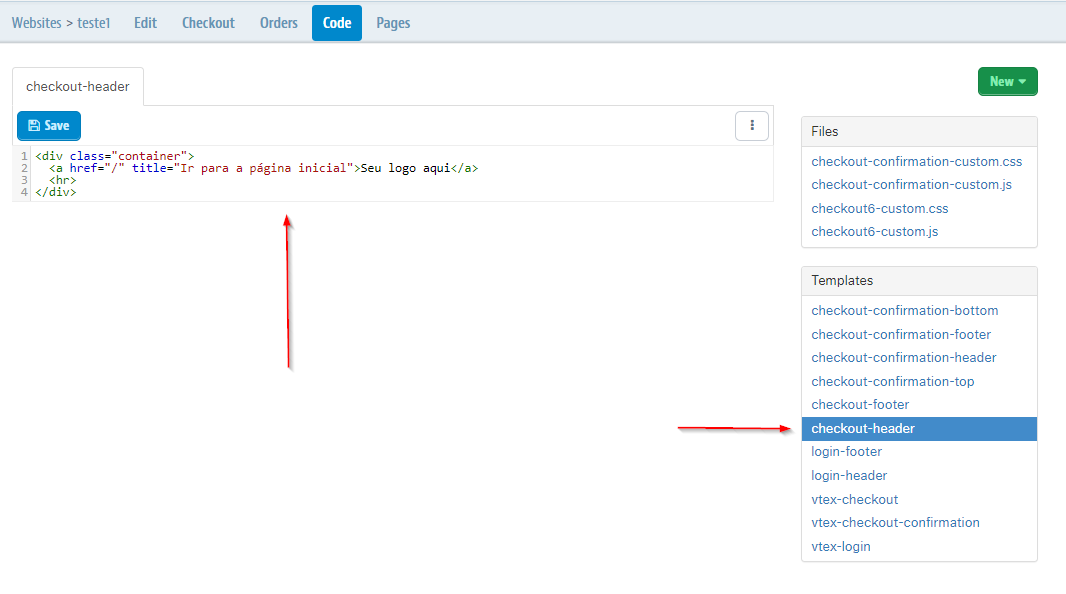 Websites > teste1 Edit Checkout Orders Code Pages
checkout-header
New
Save
1 <div class="container">
2 <a href="/" title="Ir para a página inicial">Seu logo aqui</a>
3 <hr>
4 </div>
Files
checkout-confirmation-custom.css
checkout-confirmation-custom.js
checkout6-custom.css
checkout6-custom.js
Templates
checkout-confirmation-bottom
checkout-confirmation-footer
checkout-confirmation-header
checkout-confirmation-top
checkout-footer
checkout-header
login-footer
login-header
vtex-checkout
vtex-checkout-confirmation
vtex-login